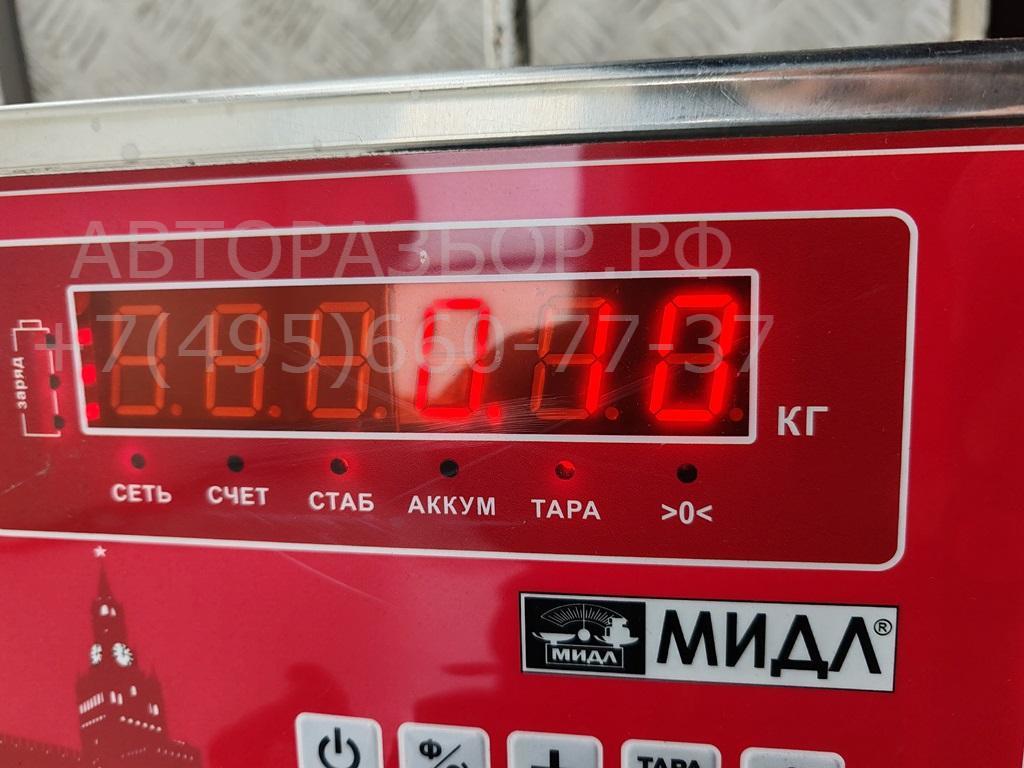 АВТОРАЗБОР.РФ
+7(495)660-77-37
заряд
0.10
КГ
СЕТЬ СЧЕТ СТАБ АККУМ ТАРА >0<
МИДЛ МИДЛ®
ТАРА